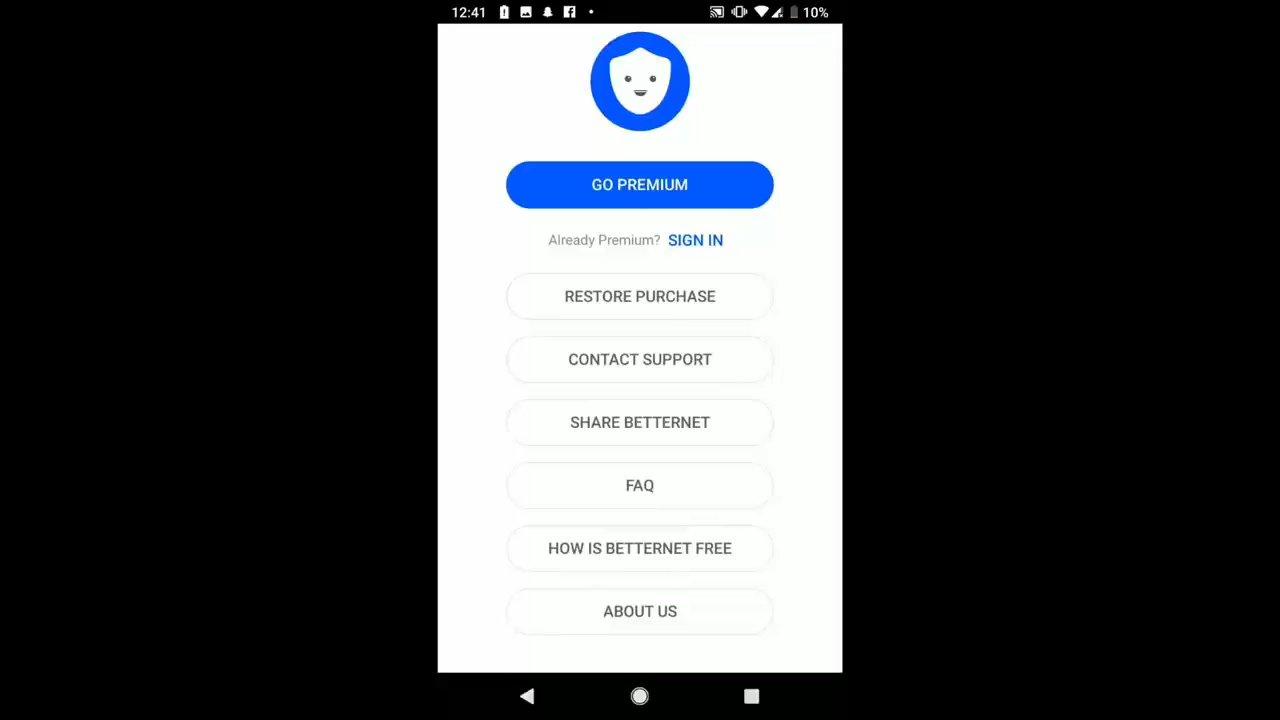 12:41 10%
GO PREMIUM
Already Premium? SIGN IN
RESTORE PURCHASE
CONTACT SUPPORT
SHARE BETTERNET
FAQ
HOW IS BETTERNET FREE
ABOUT US